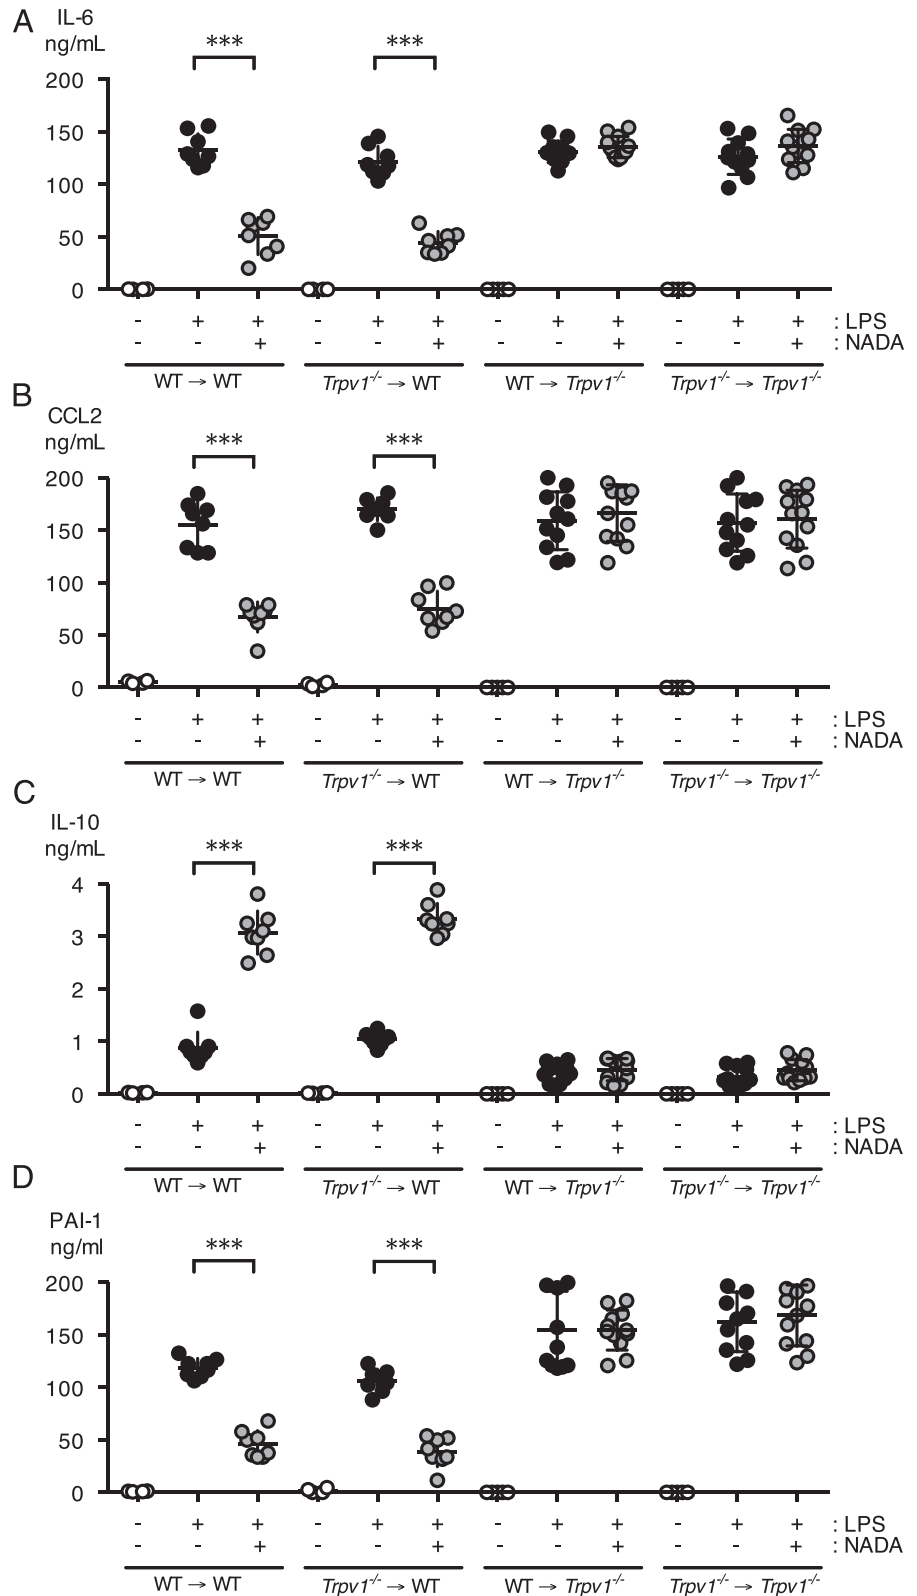 A
IL-6
ng/mL
*** ***
200
150
100
50
0
- + + - + + - + + - + + : LPS
- - + - - + - - + - - + : NADA
WT → WT Trpv1-/- → WT WT → Trpv1-/- Trpv1-/- → Trpv1-/-
B
CCL2
ng/mL
*** ***
200
150
100
50
0
- + + - + + - + + - + + : LPS
- - + - - + - - + - - + : NADA
WT → WT Trpv1-/- → WT WT → Trpv1-/- Trpv1-/- → Trpv1-/-
C
IL-10
ng/mL
*** ***
4
3
2
1
0
- + + - + + - + + - + + : LPS
- - + - - + - - + - - + : NADA
WT → WT Trpv1-/- → WT WT → Trpv1-/- Trpv1-/- → Trpv1-/-
D
PAI-1
ng/ml
*** ***
200
150
100
50
0
- + + - + + - + + - + + : LPS
- - + - - + - - + - - + : NADA
WT → WT Trpv1-/- → WT WT → Trpv1-/- Trpv1-/- → Trpv1-/-